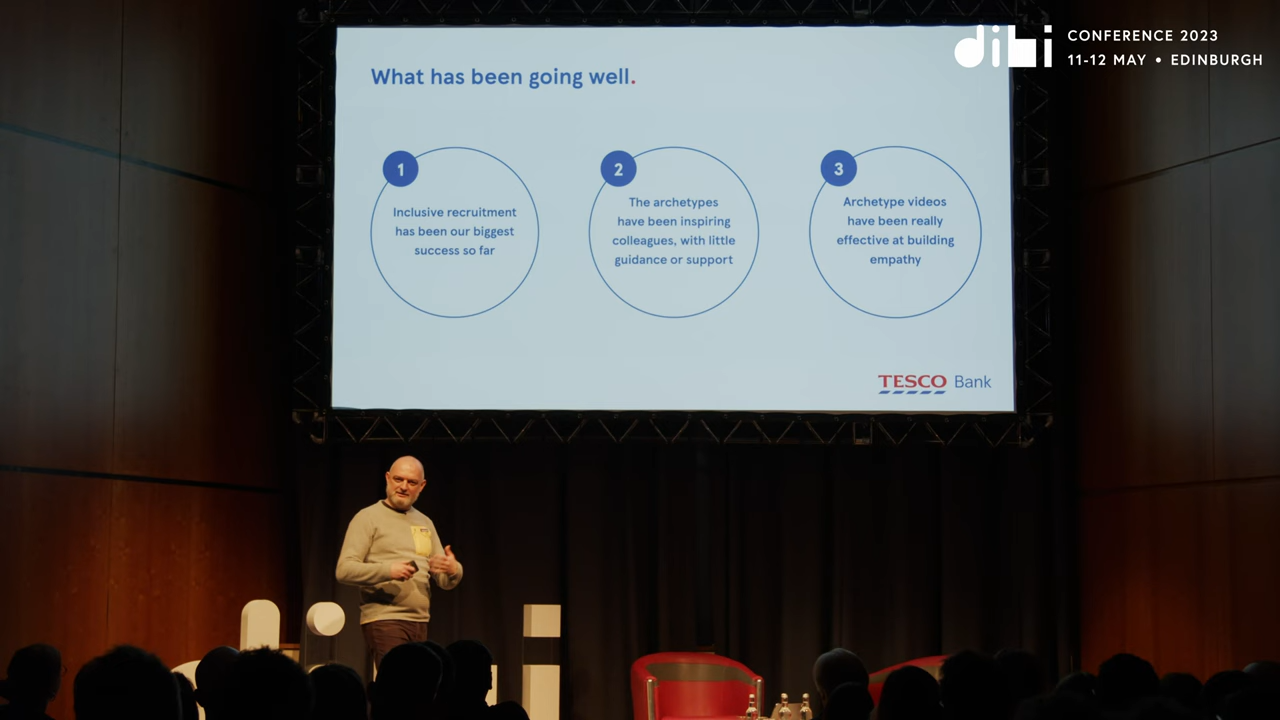 What has been going well.
1
Inclusive recruitment
has been our biggest
success so far
2
The archetypes
have been inspiring
colleagues, with little
guidance or support
3
Archetype videos
have been really
effective at building
empathy
TESCO Bank
dibi
CONFERENCE 2023
11-12 MAY • EDINBURGH